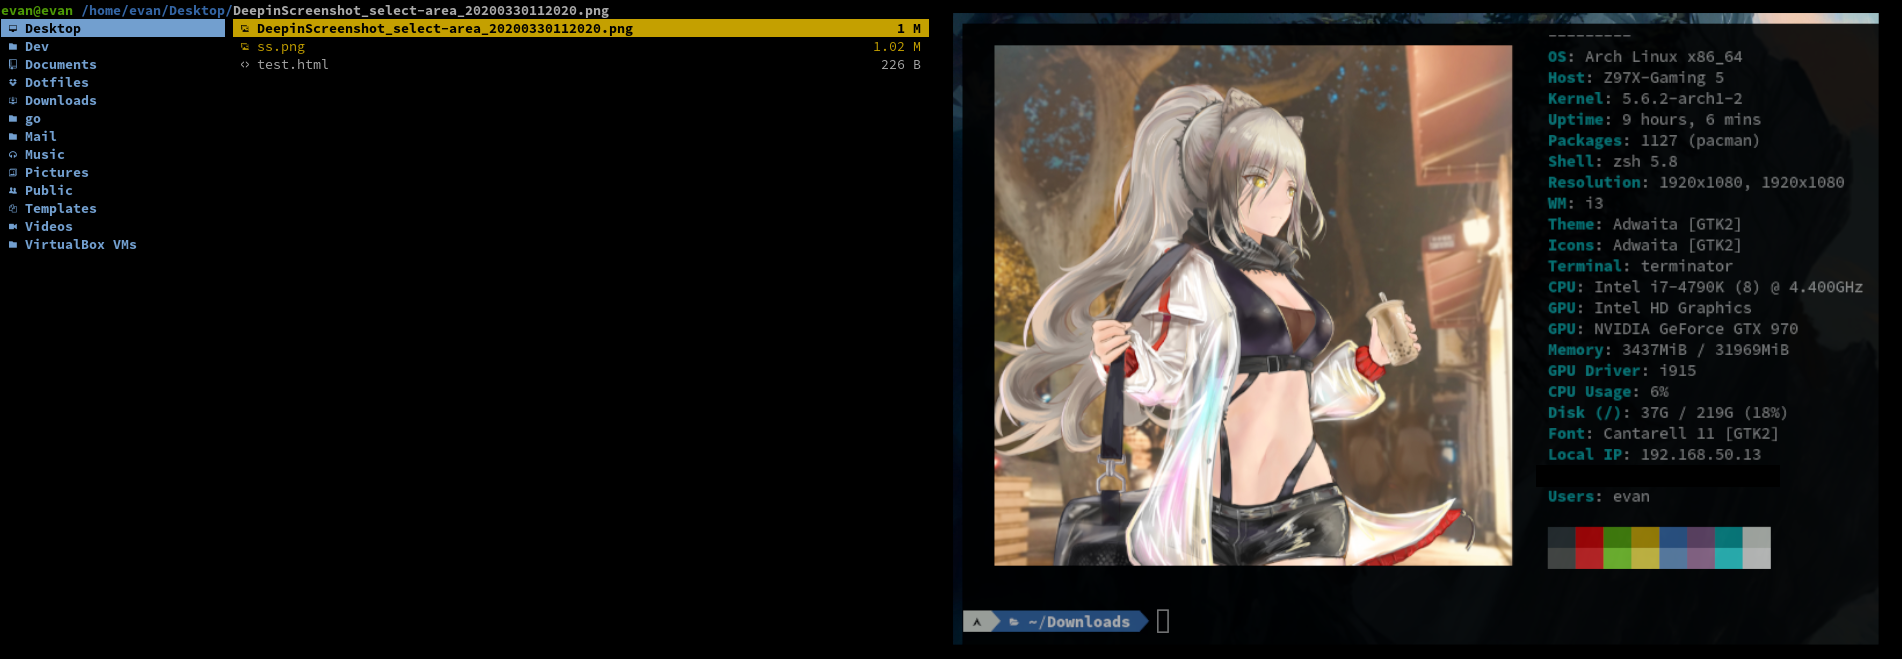 evan@evan /home/evan/Desktop/DeepinScreenshot_select-area_20200330112020.png
Desktop
Dev
Documents
Dotfiles
Downloads
go
Mail
Music
Pictures
Public
Templates
Videos
VirtualBox VMs
DeepinScreenshot_select-area_20200330112020.png 1 M
ss.png 1.02 M
test.html 226 B
---------
OS: Arch Linux x86_64
Host: Z97X-Gaming 5
Kernel: 5.6.2-arch1-2
Uptime: 9 hours, 6 mins
Packages: 1127 (pacman)
Shell: zsh 5.8
Resolution: 1920x1080, 1920x1080
WM: i3
Theme: Adwaita [GTK2]
Icons: Adwaita [GTK2]
Terminal: terminator
CPU: Intel i7-4790K (8) @ 4.400GHz
GPU: Intel HD Graphics
GPU: NVIDIA GeForce GTX 970
Memory: 3437MiB / 31969MiB
GPU Driver: i915
CPU Usage: 6%
Disk (/): 37G / 219G (18%)
Font: Cantarell 11 [GTK2]
Local IP: 192.168.50.13
Users: evan
~/Downloads